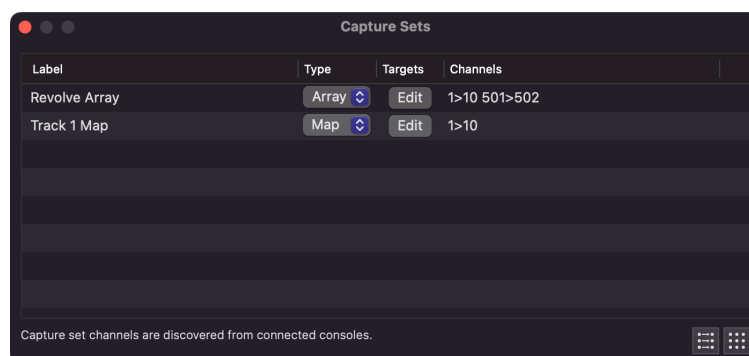 Capture Sets
Label Type Targets Channels
Revolve Array Array Edit 1>10 501>502
Track 1 Map Map Edit 1>10
Capture set channels are discovered from connected consoles.